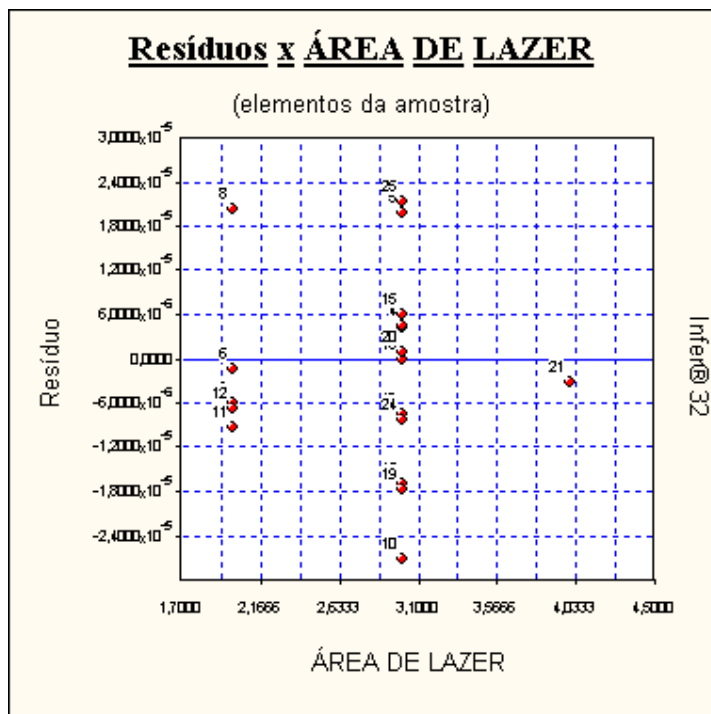 Resíduos x ÁREA DE LAZER
(elementos da amostra)
3,0000x10^-5
2,4000x10^-5
1,8000x10^-5
1,2000x10^-5
6,0000x10^-6
0,0000
-6,0000x10^-6
-1,2000x10^-5
-1,8000x10^-5
-2,4000x10^-5
Resíduo
8
6
12
11
15
20
24
19
10
21
1,7000 2,1666 2,6333 3,1000 3,5666 4,0333 4,5000
ÁREA DE LAZER
Infer® 32